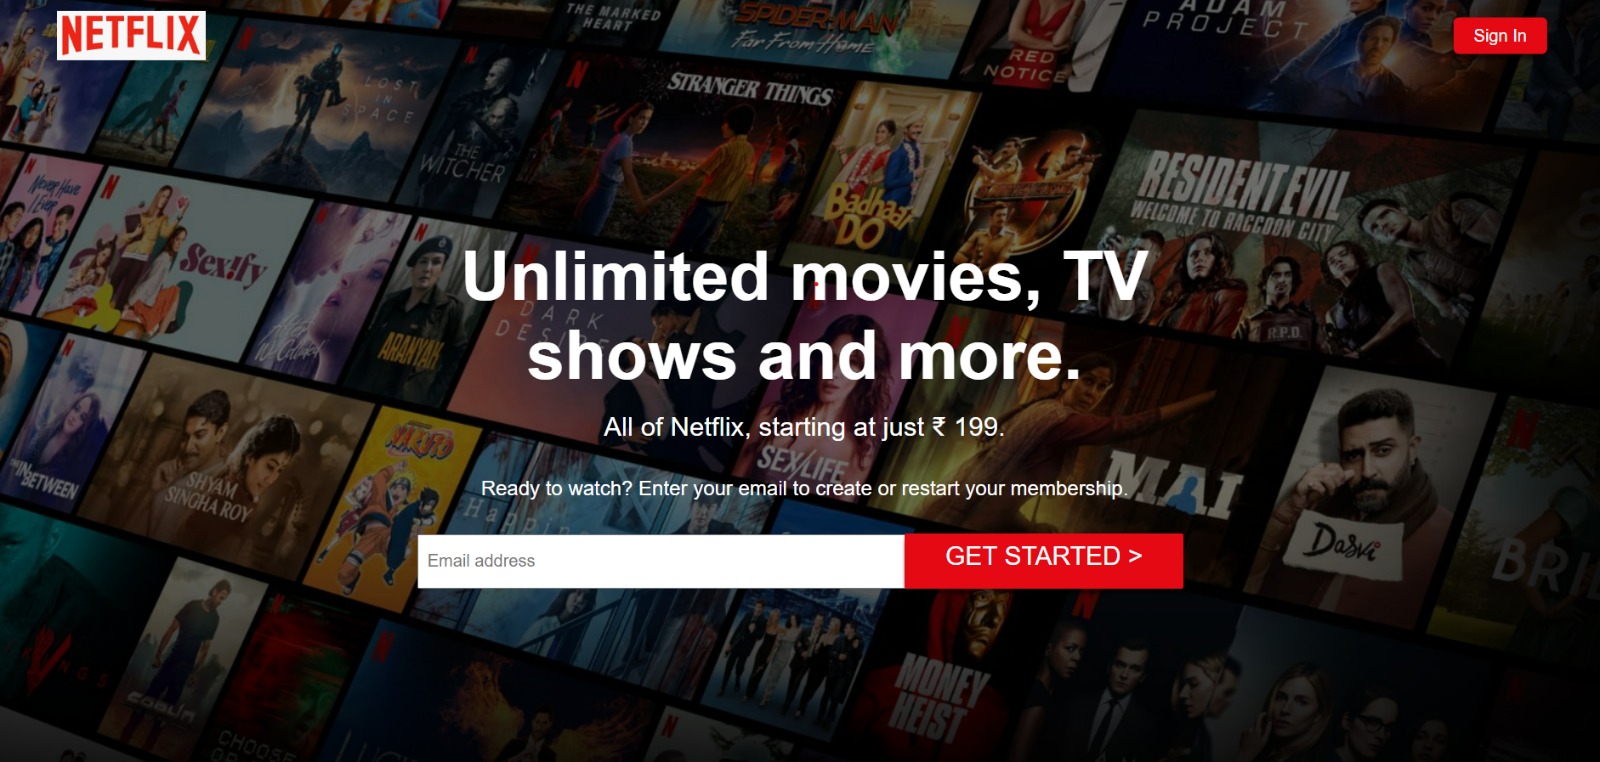 NETFLIX
Sign In
THE MARKED
HEART
SPIDER-MAN
Far From Home
RED
NOTICE
ADAM
PROJECT
LOST
IN
SPACE
THE
WITCHER
STRANGER THINGS
Badhaai
DO
RESIDENT EVIL
WELCOME TO RACCOON CITY
R.P.D.
Never Have
I Ever
Sex!fy
ARANYAK
DARK
DESIRE
Unlimited movies, TV
shows and more.
All of Netflix, starting at just ₹ 199.
Ready to watch? Enter your email to create or restart your membership.
Email address
GET STARTED >
THE IN
BETWEEN
SHYAM
SINGHA ROY
NARUTO
SEX/LIFE
MAI
Dasvi
MONEY
HEIST
GOBLIN
CHOOSE